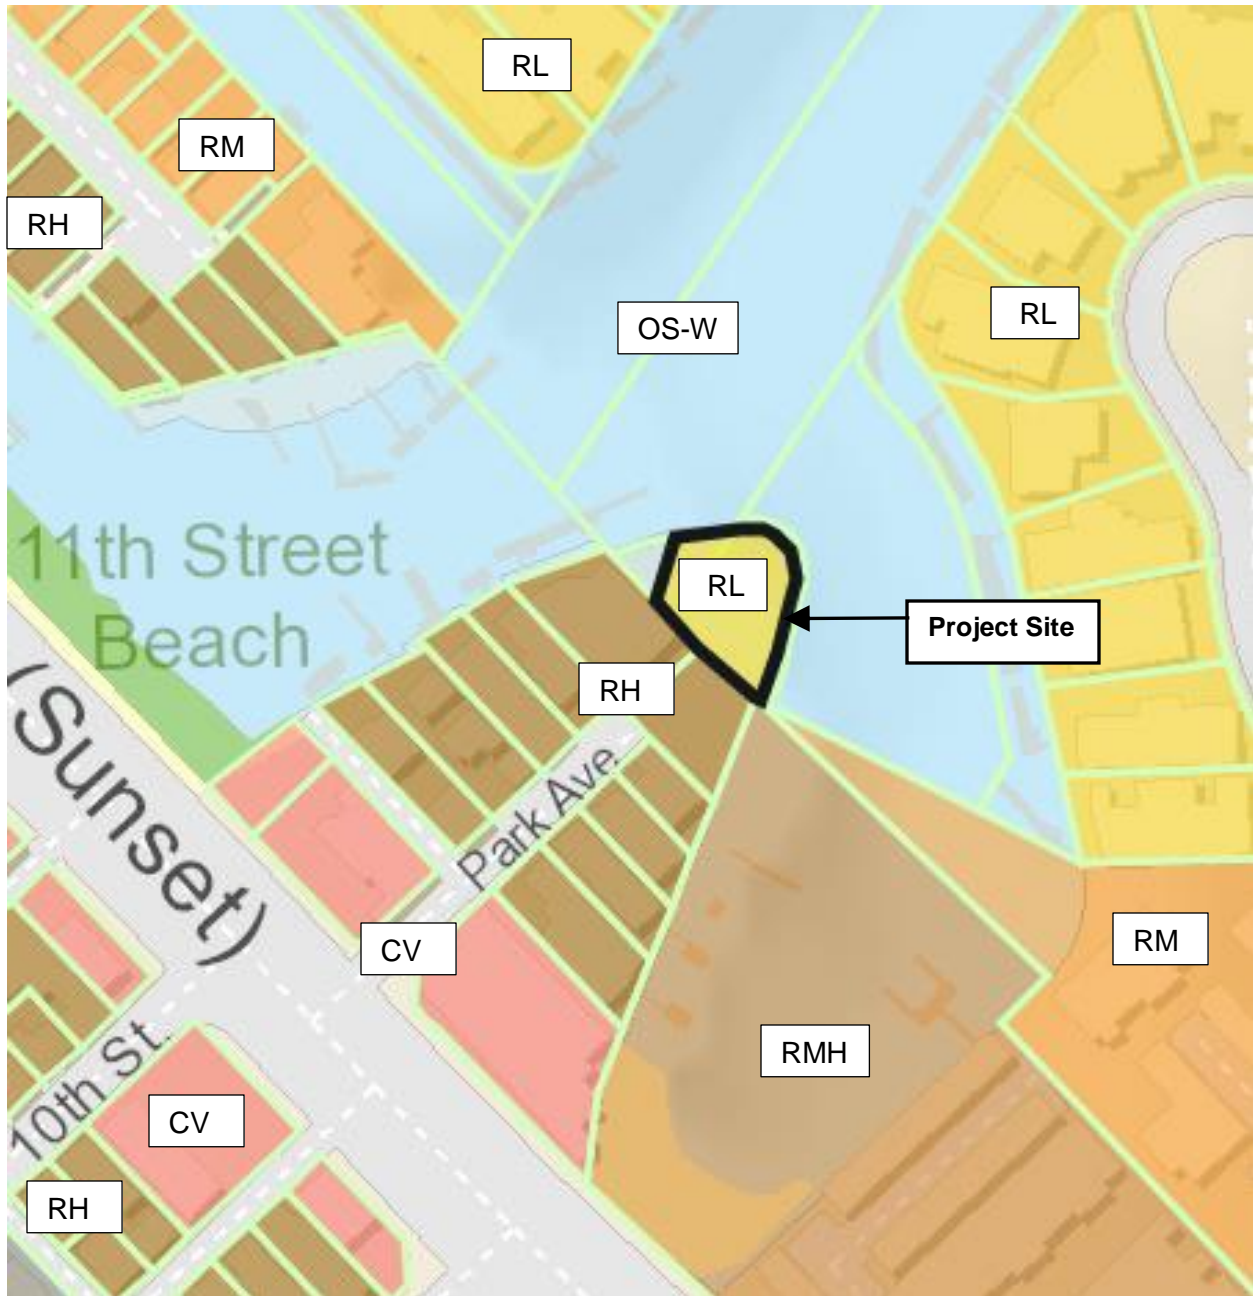 RL
RM
RH
RL
OS-W
11th Street
Beach
RL
Project Site
RH
(Sunset)
Park Ave
CV
RM
RMH
10th St.
CV
RH